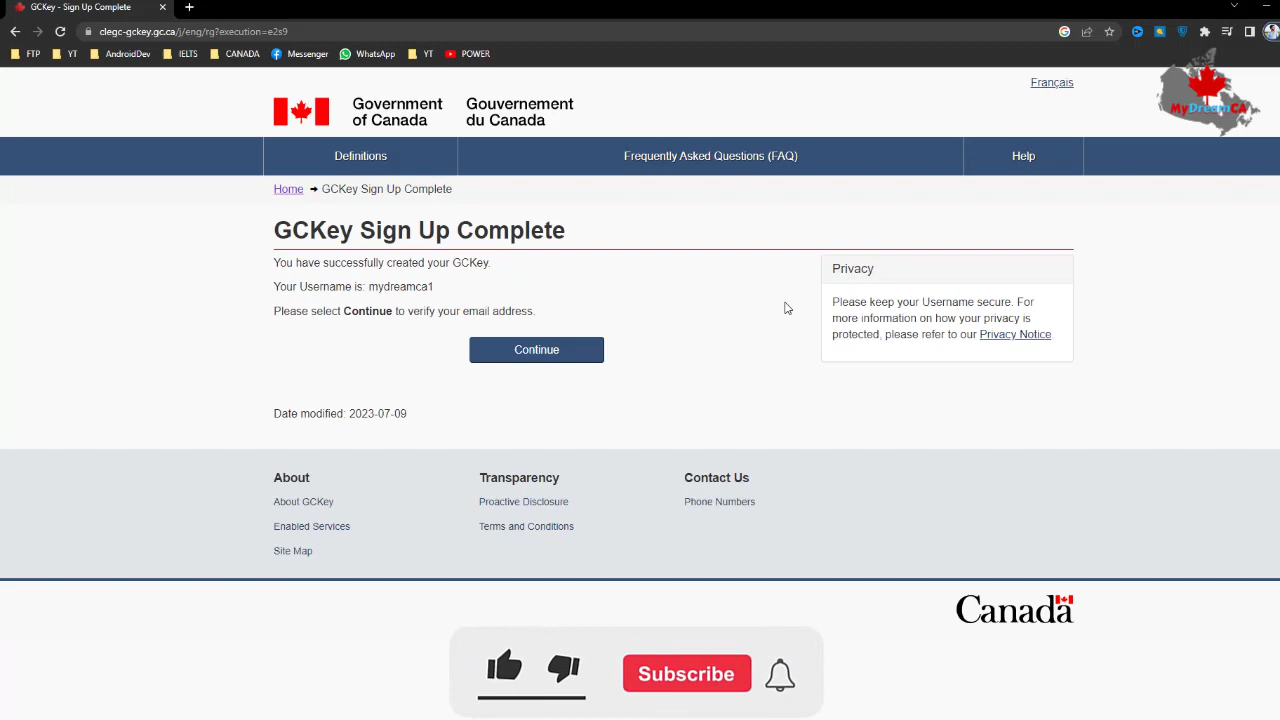 GCKey - Sign Up Complete
clegc-gckey.gc.ca/j/eng/rg?execution=e2s9
FTP YT AndroidDev IELTS CANADA Messenger WhatsApp YT POWER
Français
MyDreamCA
Government of Canada
Gouvernement du Canada
Definitions Frequently Asked Questions (FAQ) Help
Home GCKey Sign Up Complete
GCKey Sign Up Complete
You have successfully created your GCKey.
Your Username is: mydreamca1
Please select Continue to verify your email address.
Continue
Privacy
Please keep your Username secure. For
more information on how your privacy is
protected, please refer to our Privacy Notice
Date modified: 2023-07-09
About
About GCKey
Enabled Services
Site Map
Transparency
Proactive Disclosure
Terms and Conditions
Contact Us
Phone Numbers
Canada
Subscribe